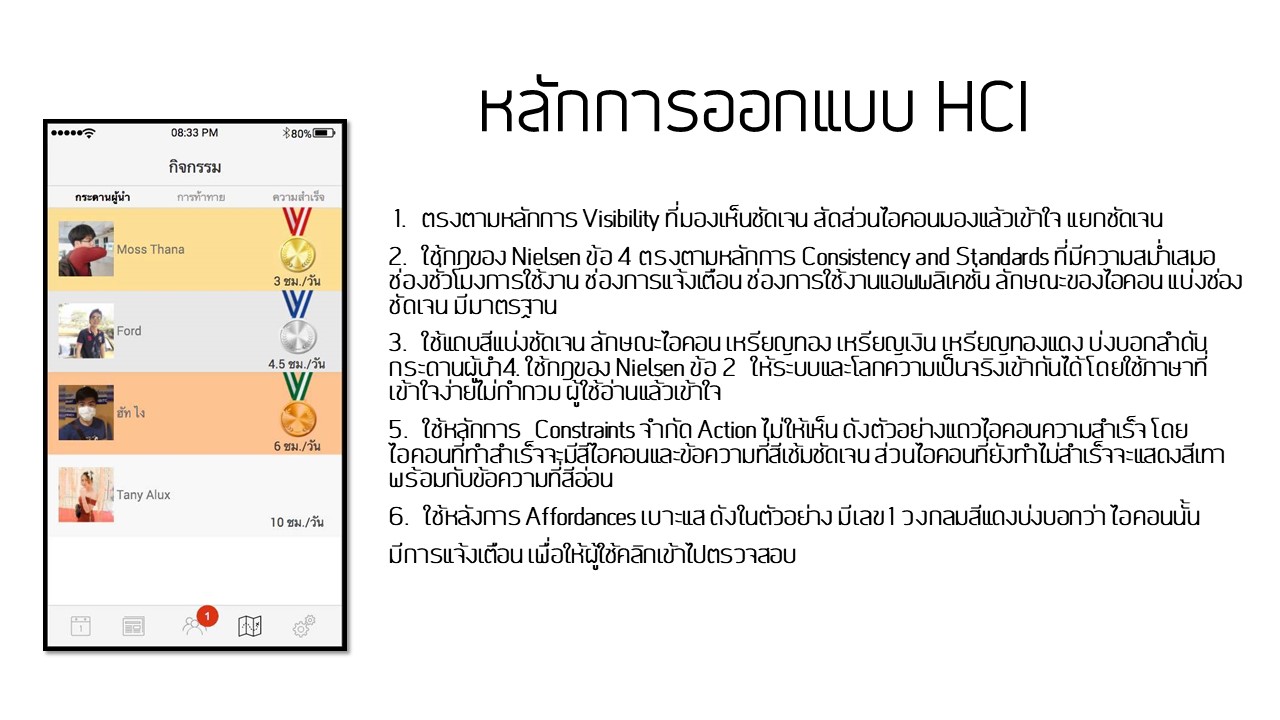 หลักการออกแบบ HCI
08:33 PM
80%
กิจกรรม
กระดานผู้นำ การท้าทาย ความสำเร็จ
Moss Thana
3 ชม./วัน
Ford
4.5 ชม./วัน
ฮัท ไง
6 ชม./วัน
Tany Alux
10 ชม./วัน
1
1
1. ตรงตามหลักการ Visibility ที่มองเห็นชัดเจน สัดส่วนไอคอนมองแล้วเข้าใจ แยกชัดเจน
2. ใช้กฎของ Nielsen ข้อ 4 ตรงตามหลักการ Consistency and Standards ที่มีความสม่ำเสมอ
ช่องชั่วโมงการใช้งาน ช่องการแจ้งเตือน ช่องการใช้งานแอพพลิเคชัน ลักษณะของไอคอน แบ่งช่อง
ชัดเจน มีมาตรฐาน
3. ใช้แถบสีแบ่งชัดเจน ลักษณะไอคอน เหรียญทอง เหรียญเงิน เหรียญทองแดง บ่งบอกลำดับ
กระดานผู้นำ4. ใช้กฎของ Nielsen ข้อ 2 ให้ระบบและโลกความเป็นจริงเข้ากันได้ โดยใช้ภาษาที่
เข้าใจง่ายไม่กำกวม ผู้ใช้อ่านแล้วเข้าใจ
5. ใช้หลักการ Constraints จำกัด Action ไม่ให้เห็น ดังตัวอย่างแถวไอคอนความสำเร็จ โดย
ไอคอนที่ทำสำเร็จจะมีสีไอคอนและข้อความที่สีเข้มชัดเจน ส่วนไอคอนที่ยังทำไม่สำเร็จจะแสดงสีเทา
พร้อมกับข้อความที่สีอ่อน
6. ใช้หลังการ Affordances เบาะแส ดังในตัวอย่าง มีเลข1 วงกลมสีแดงบ่งบอกว่า ไอคอนนั้น
มีการแจ้งเตือน เพื่อให้ผู้ใช้คลิกเข้าไปตรวจสอบ